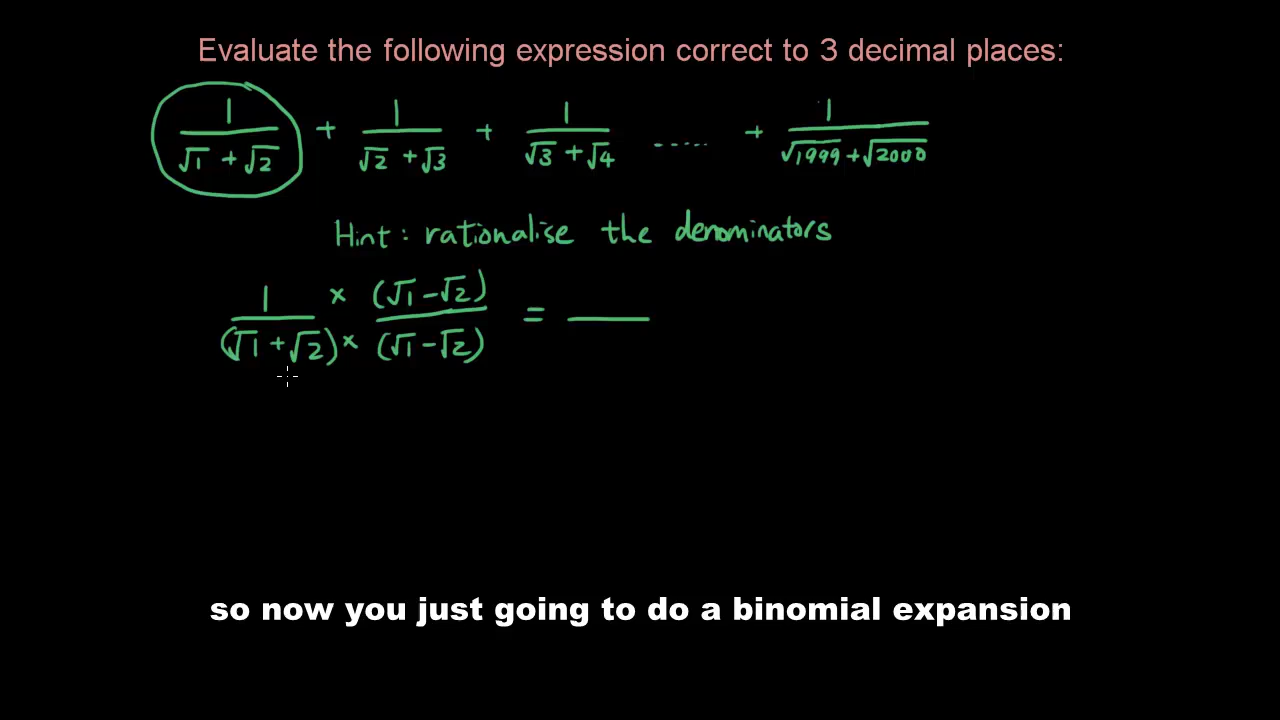 Evaluate the following expression correct to 3 decimal places:
1/(√1 + √2) + 1/(√2 + √3) + 1/(√3 + √4) ..... + 1/(√1999 + √2000)
Hint: rationalise the denominators
1/(√1 + √2) × (√1 - √2)/(√1 - √2) = —
so now you just going to do a binomial expansion